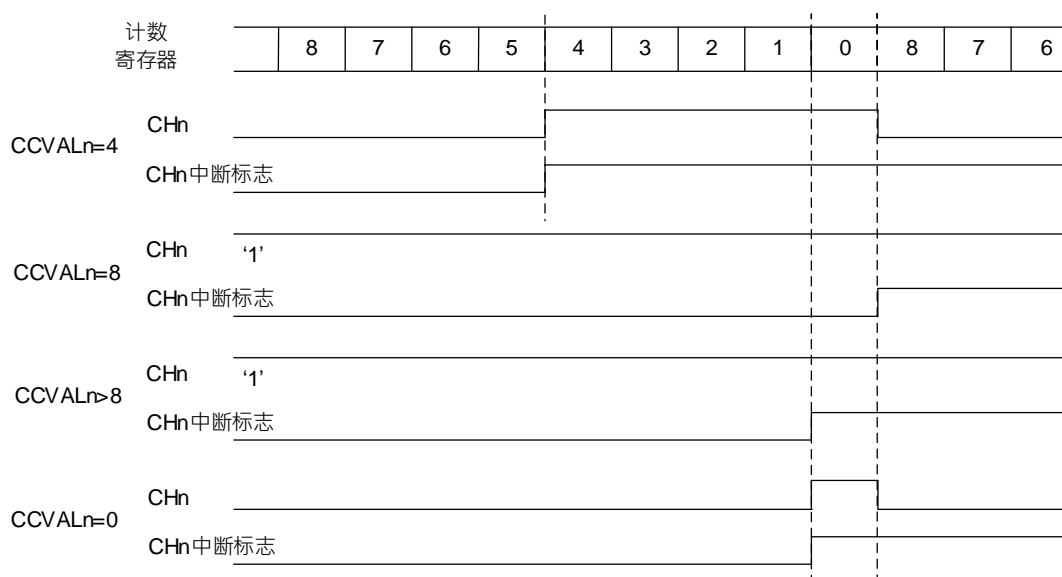 计数
寄存器
8 7 6 5 4 3 2 1 0 8 7 6
CCVALn=4
CHn
CHn中断标志
CCVALn=8
CHn ‘1’
CHn中断标志
CCVALn>8
CHn ‘1’
CHn中断标志
CCVALn=0
CHn
CHn中断标志